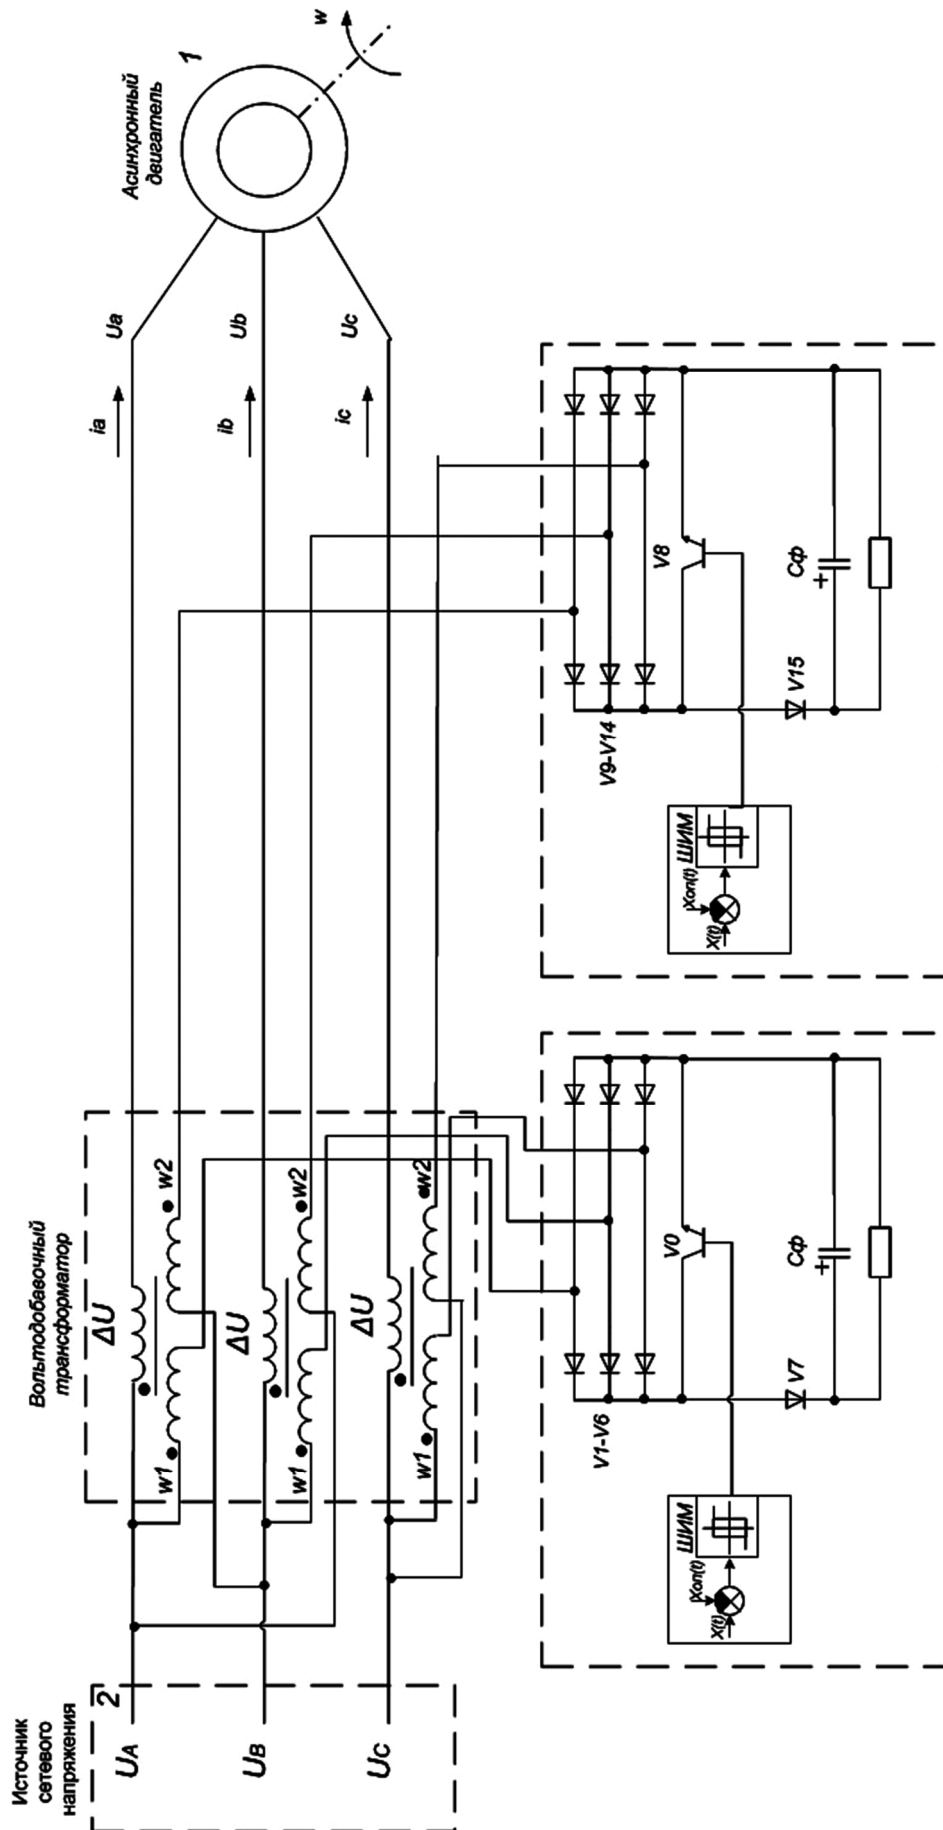 Источник
сетевого
напряжения
2
UA
UB
UC
Вольтодобавочный
трансформатор
ΔU
w1
w2
ΔU
w1
w2
ΔU
w1
w2
ia
Ua
ib
Ub
ic
Uc
Асинхронный
двигатель
1
w
V1-V6
V0
V7
Cф
+
ШИМ
Xоп(t)
X(t)
V9-V14
V8
V15
Cф
+
ШИМ
Xоп(t)
X(t)